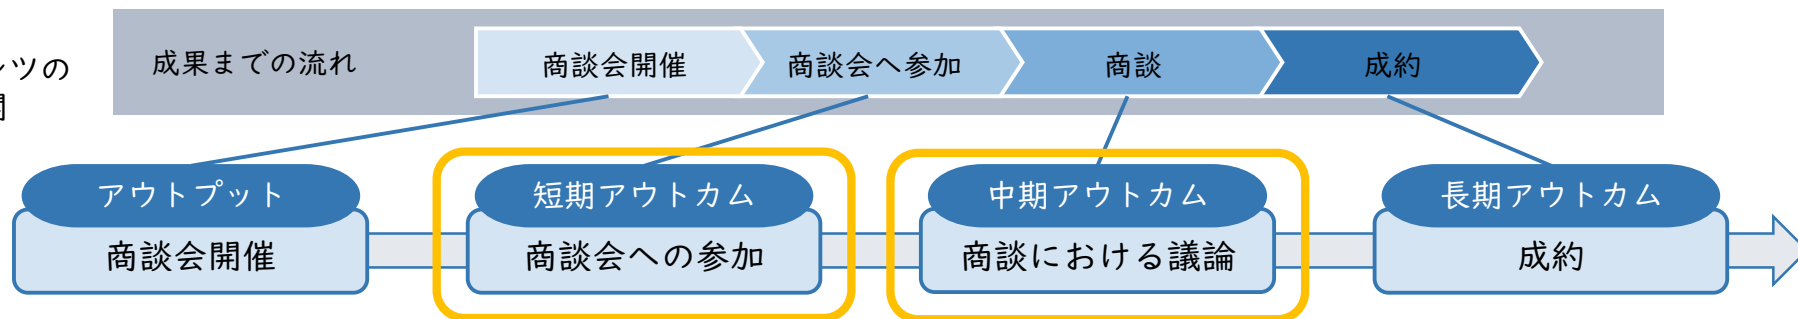 ツの
成果までの流れ
商談会開催
商談会へ参加
商談
成約
アウトプット
短期アウトカム
中期アウトカム
長期アウトカム
商談会開催
商談会への参加
商談における議論
成約